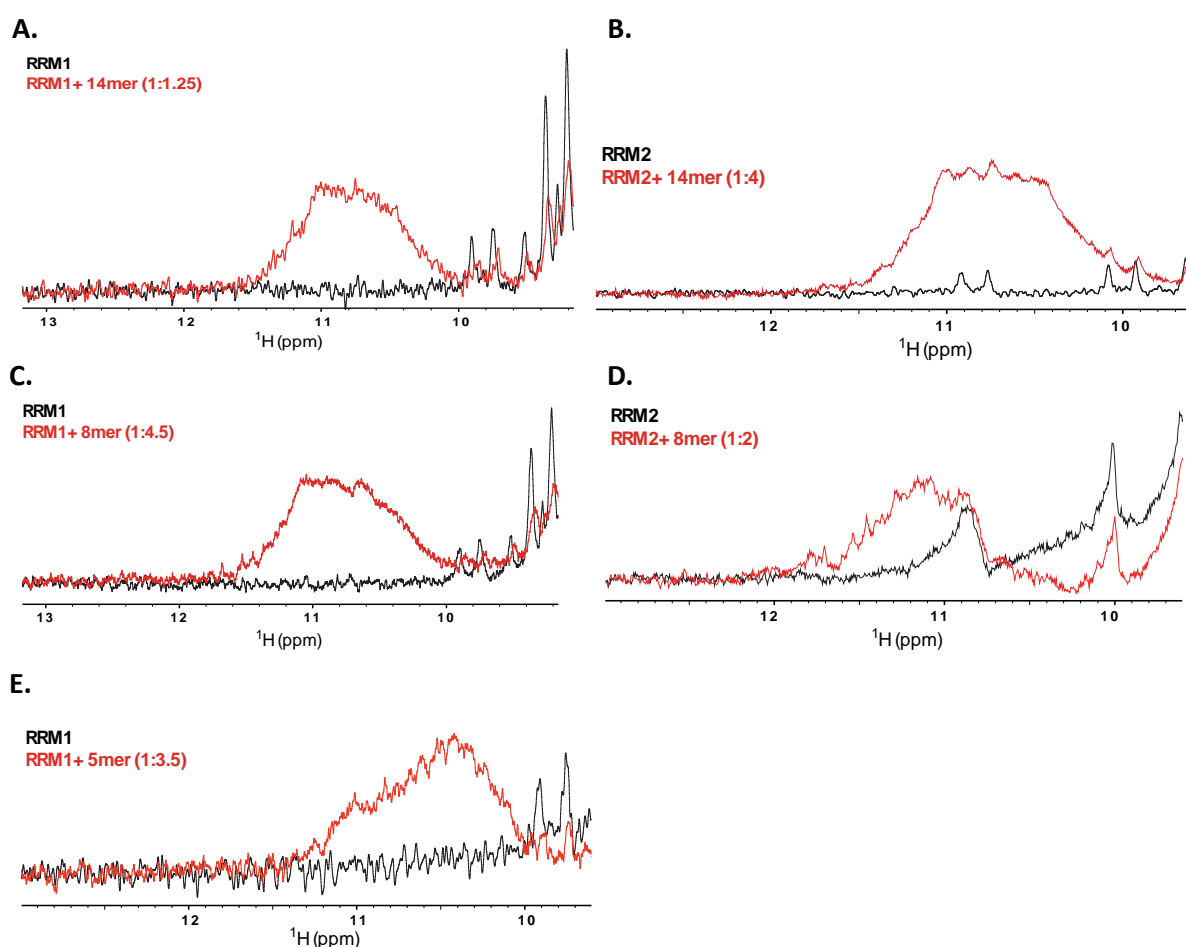 A.
RRM1
RRM1+ 14mer (1:1.25)
13 12 11 10
¹H (ppm)
B.
RRM2
RRM2+ 14mer (1:4)
12 11 10
¹H (ppm)
C.
RRM1
RRM1+ 8mer (1:4.5)
13 12 11 10
¹H (ppm)
D.
RRM2
RRM2+ 8mer (1:2)
12 11 10
¹H (ppm)
E.
RRM1
RRM1+ 5mer (1:3.5)
12 11 10
¹H (ppm)